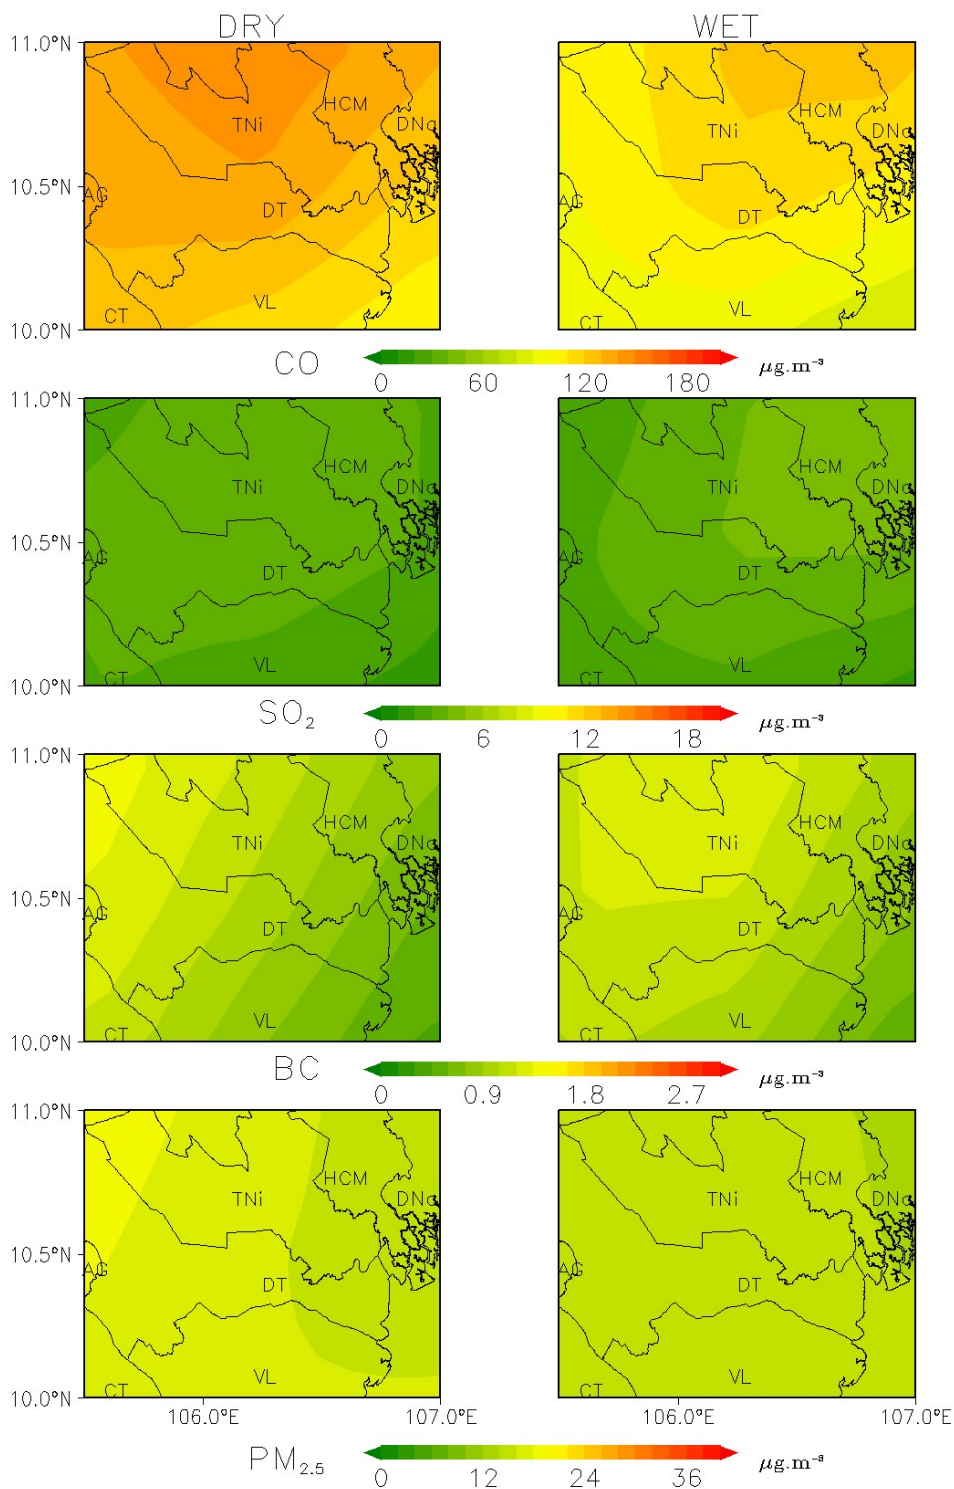 DRY WET
11.0°N
HCM HCM
TNi DNa TNi DNa
10.5°N
AG AG
DT DT
VL VL
CT CT
10.0°N
CO 0 60 120 180 μg.m⁻³
11.0°N
HCM HCM
TNi DNa TNi DNa
10.5°N
AG AG
DT DT
VL VL
CT CT
10.0°N
SO₂ 0 6 12 18 μg.m⁻³
11.0°N
HCM HCM
TNi DNa TNi DNa
10.5°N
AG AG
DT DT
VL VL
CT CT
10.0°N
BC 0 0.9 1.8 2.7 μg.m⁻³
11.0°N
HCM HCM
TNi DNa TNi DNa
10.5°N
AG AG
DT DT
VL VL
CT CT
10.0°N
106.0°E 107.0°E 106.0°E 107.0°E
PM₂.₅ 0 12 24 36 μg.m⁻³